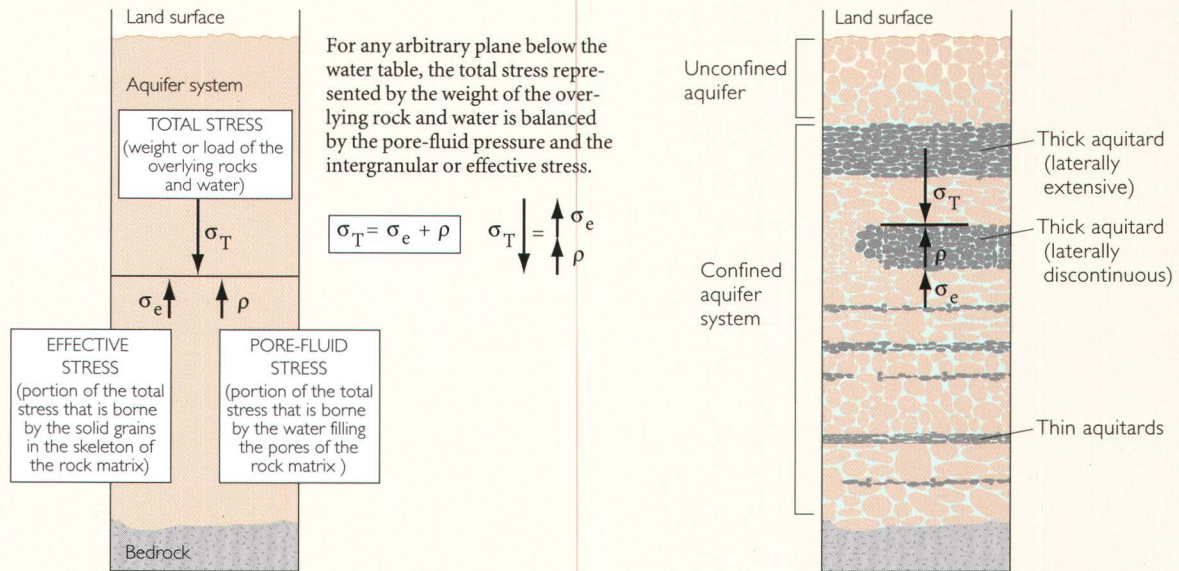 Land surface
Aquifer system
TOTAL STRESS
(weight or load of the
overlying rocks
and water)
σT
σe
ρ
EFFECTIVE
STRESS
(portion of the total
stress that is borne
by the solid grains
in the skeleton of
the rock matrix)
PORE-FLUID
STRESS
(portion of the total
stress that is borne
by the water filling
the pores of the
rock matrix )
Bedrock
For any arbitrary plane below the
water table, the total stress repre-
sented by the weight of the over-
lying rock and water is balanced
by the pore-fluid pressure and the
intergranular or effective stress.
σT = σe + ρ
σT = σe
ρ
Land surface
Unconfined
aquifer
Confined
aquifer
system
σT
ρ
σe
Thick aquitard
(laterally
extensive)
Thick aquitard
(laterally
discontinuous)
Thin aquitards